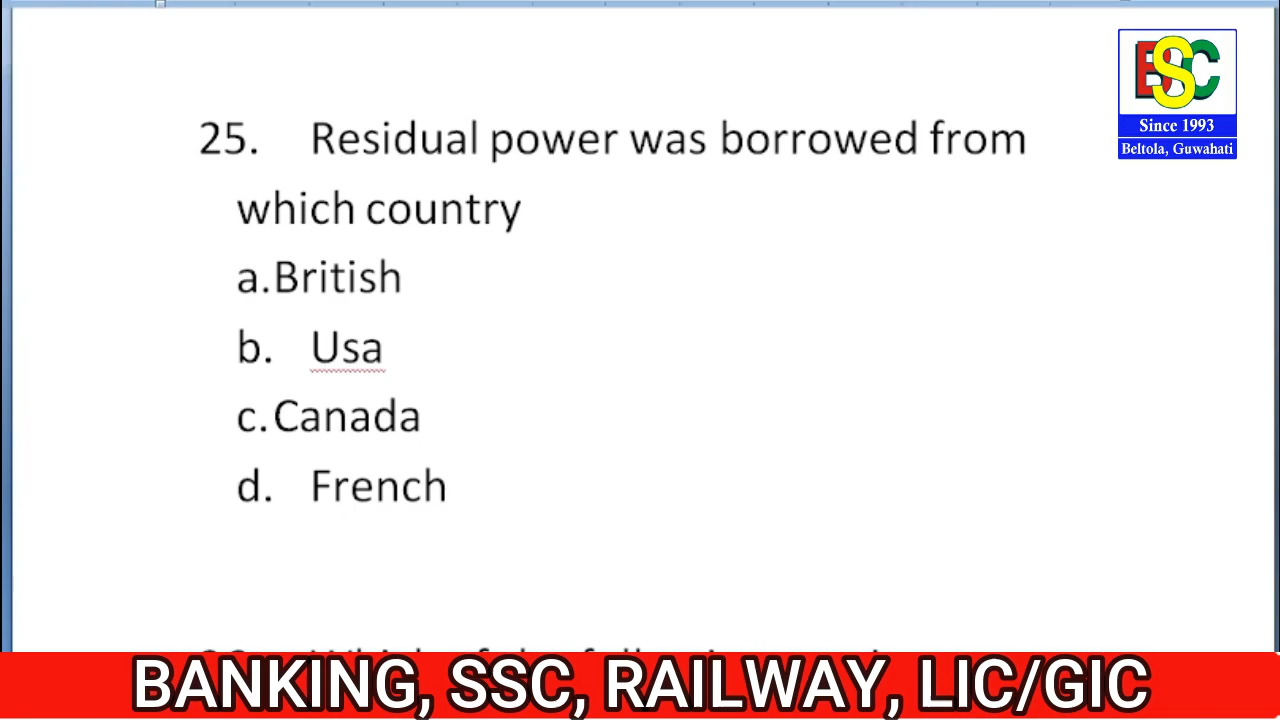 BSC
Since 1993
Beltola, Guwahati
25. Residual power was borrowed from
which country
a. British
b. Usa
c. Canada
d. French
BANKING, SSC, RAILWAY, LIC/GIC